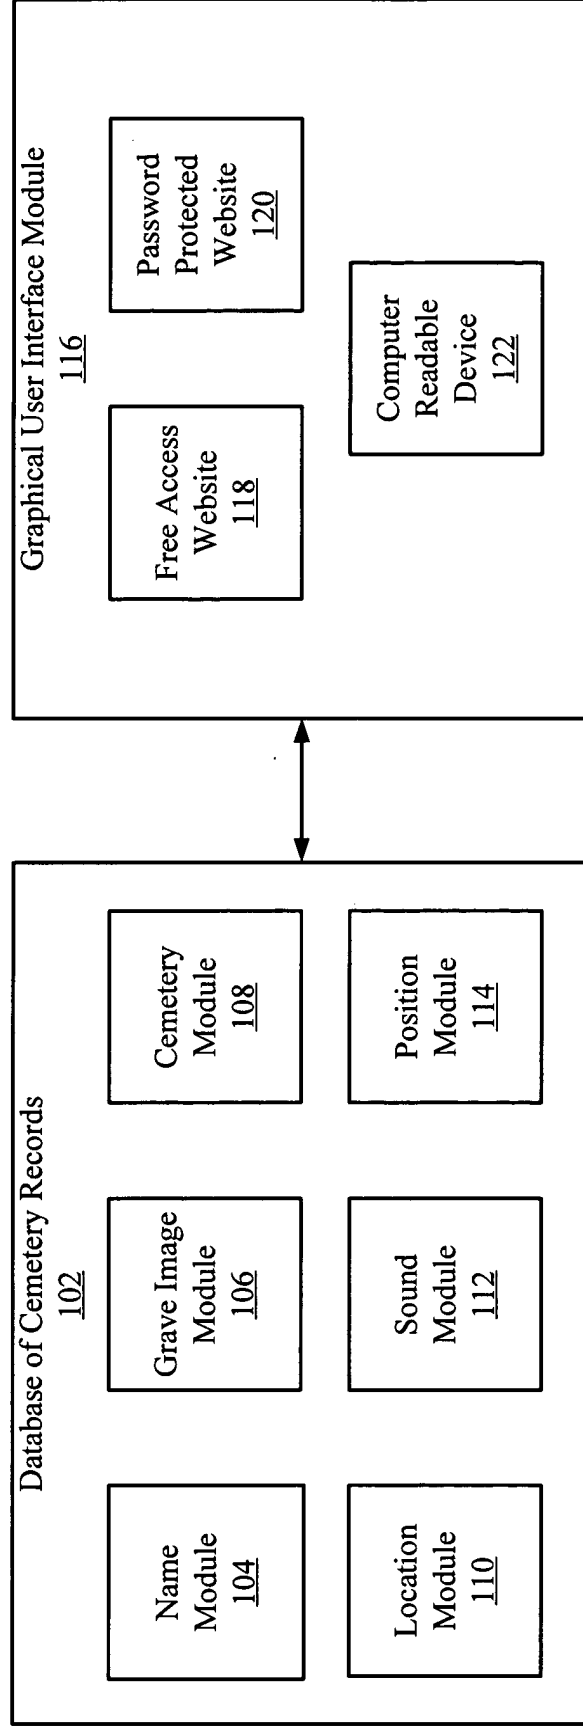 Database of Cemetery Records
102
Name
Module
104
Grave Image
Module
106
Cemetery
Module
108
Location
Module
110
Sound
Module
112
Position
Module
114
Graphical User Interface Module
116
Free Access
Website
118
Password
Protected
Website
120
Computer
Readable
Device
122